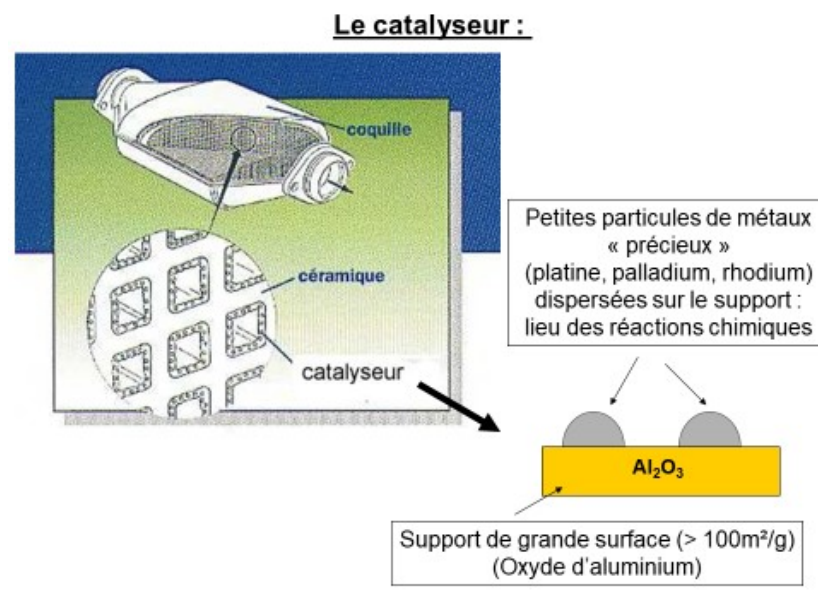 Le catalyseur :
coquille
céramique
catalyseur
Petites particules de métaux
« précieux »
(platine, palladium, rhodium)
dispersées sur le support :
lieu des réactions chimiques
Al₂O₃
Support de grande surface (> 100m²/g)
(Oxyde d’aluminium)